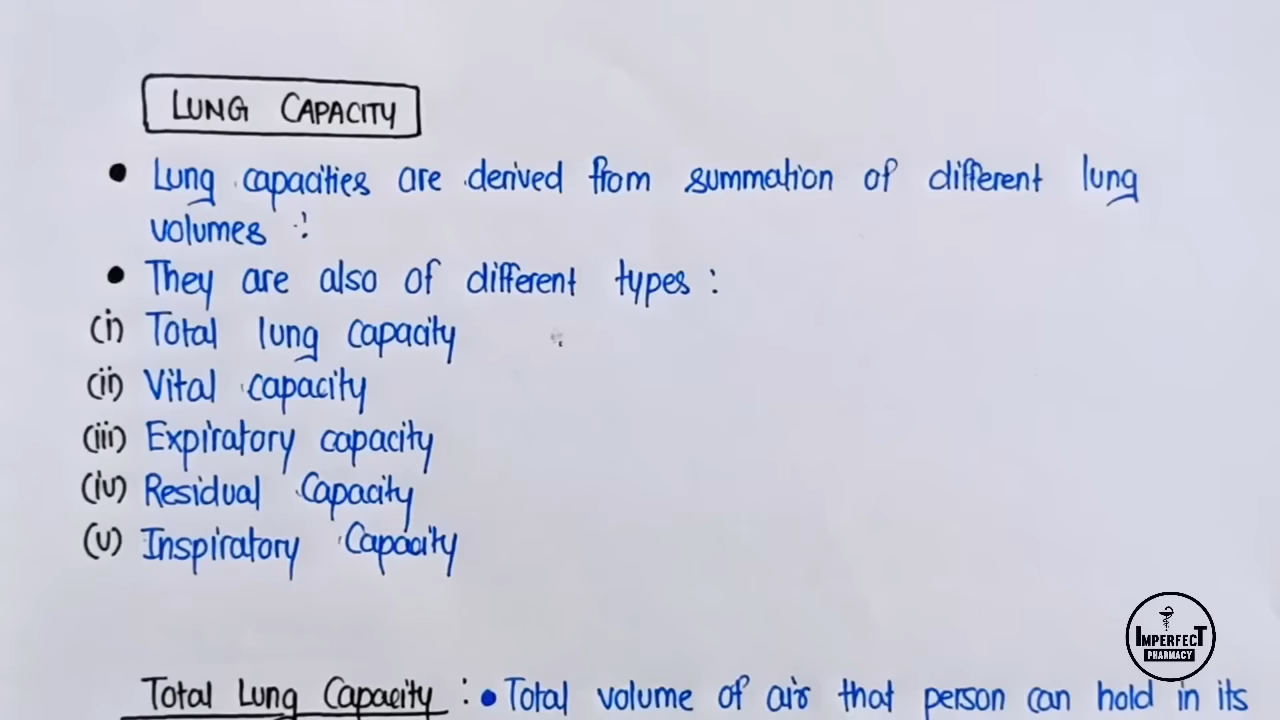 LUNG CAPACITY
• Lung capacities are derived from summation of different lung
volumes :
• They are also of different types :
(i) Total lung capacity
(ii) Vital capacity
(iii) Expiratory capacity
(iv) Residual Capacity
(v) Inspiratory Capacity
IMPERFECT
PHARMACY
Total Lung Capacity : • Total volume of air that person can hold in its